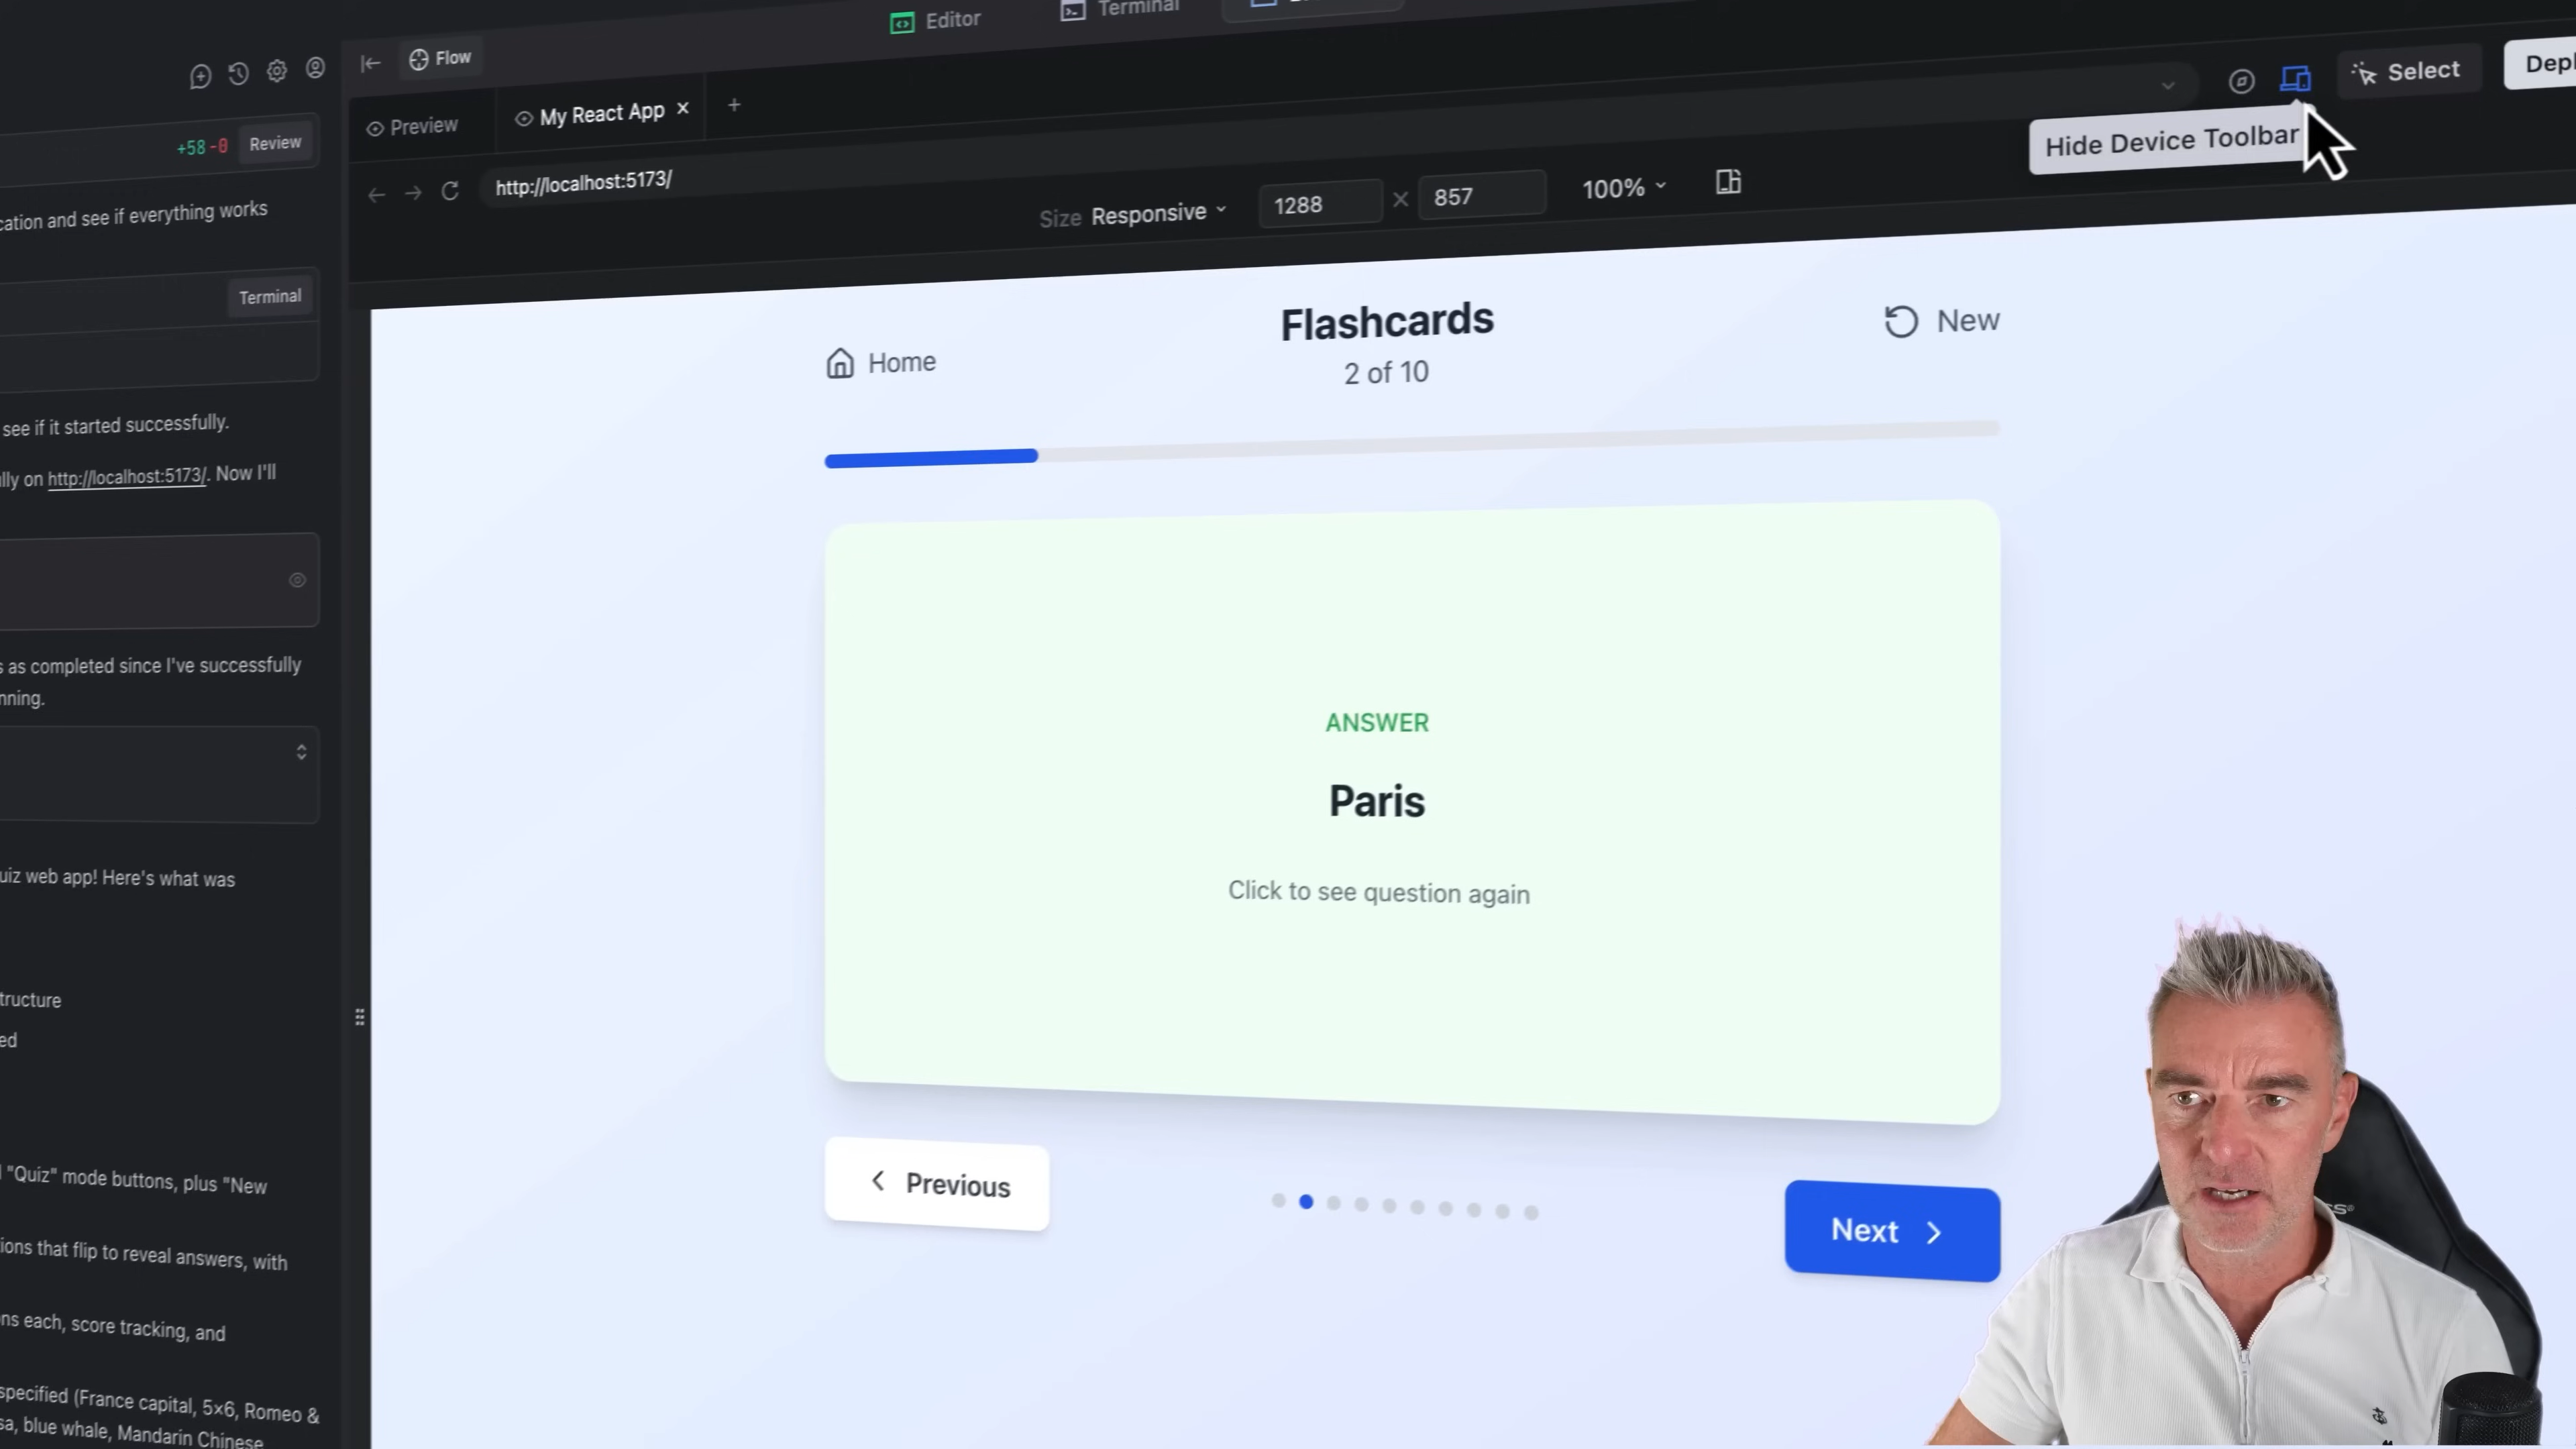 Editor
Terminal
Flow
Preview
My React App
http://localhost:5173/
Select
Hide Device Toolbar
Size Responsive
1288 × 857
100%
+58 -0 Review
cation and see if everything works
Terminal
see if it started successfully.
lly on http://localhost:5173/. Now I'll
s as completed since I've successfully
nning.
uiz web app! Here's what was
tructure
ed
"Quiz" mode buttons, plus "New
ions that flip to reveal answers, with
ns each, score tracking, and
specified (France capital, 5×6, Romeo &
sa, blue whale, Mandarin Chinese
Home
Flashcards
2 of 10
New
ANSWER
Paris
Click to see question again
Previous
Next